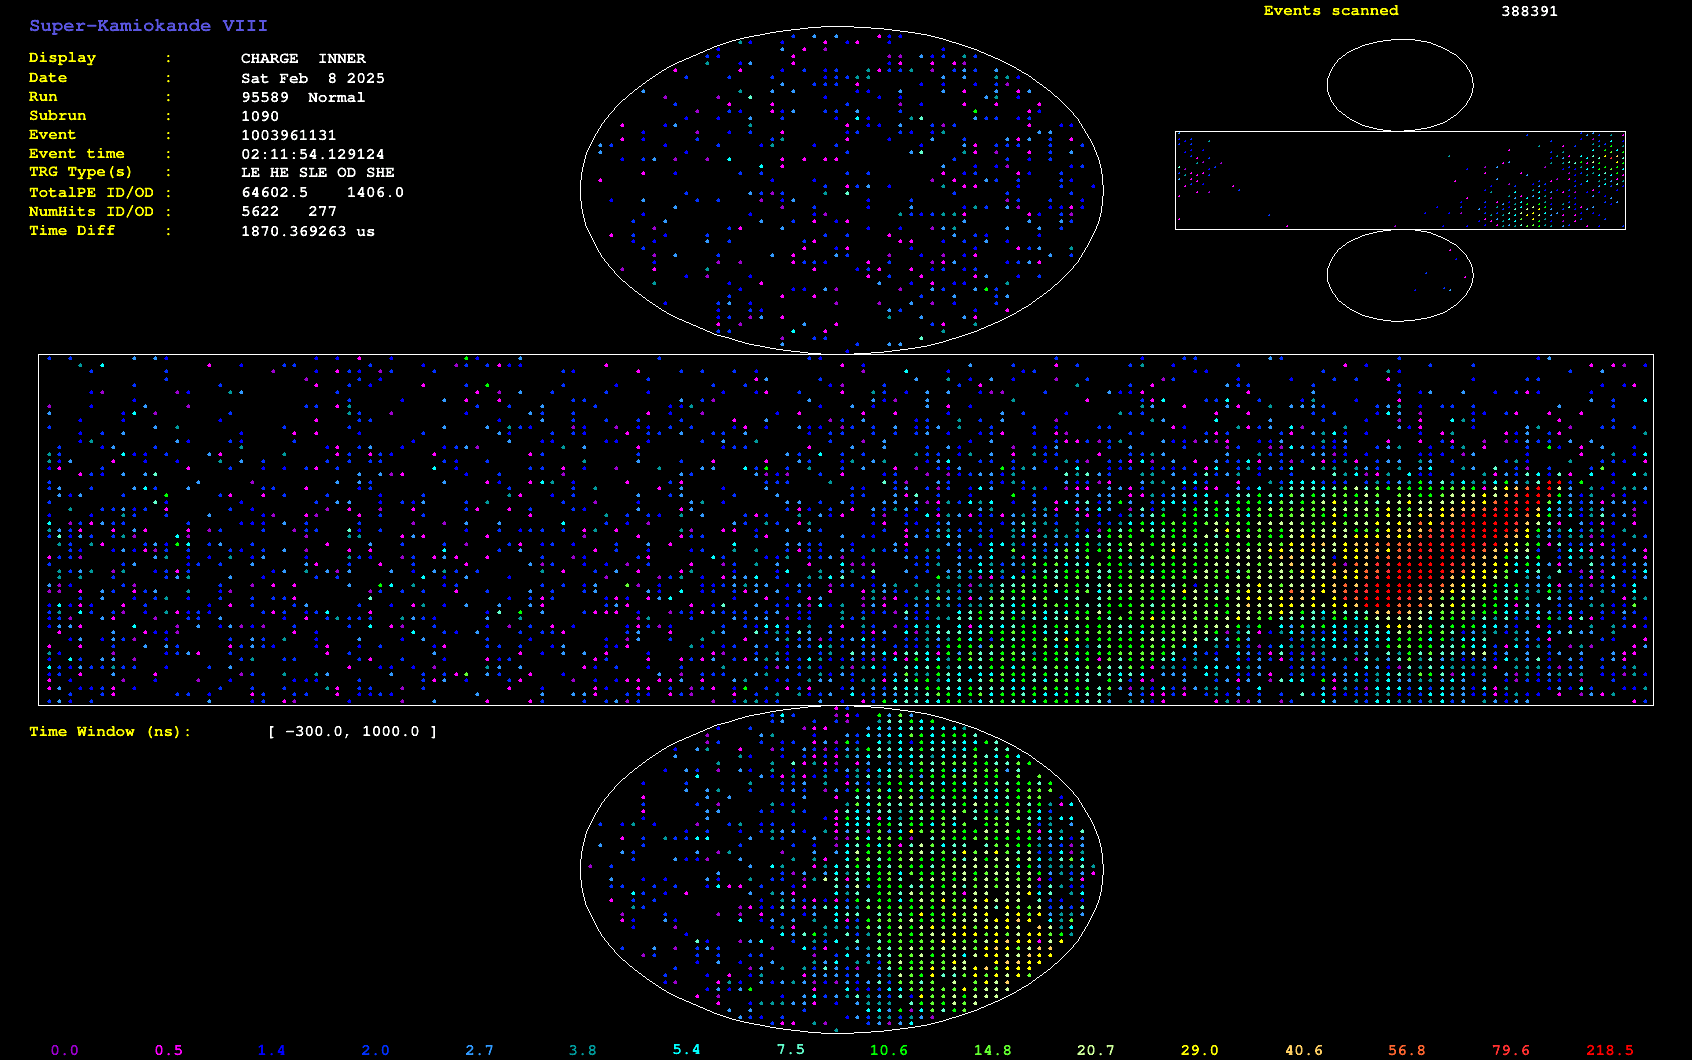 Super-Kamiokande VIII
Events scanned 388391
Display : CHARGE INNER
Date : Sat Feb 8 2025
Run : 95589 Normal
Subrun : 1090
Event : 1003961131
Event time : 02:11:54.129124
TRG Type(s) : LE HE SLE OD SHE
TotalPE ID/OD : 64602.5 1406.0
NumHits ID/OD : 5622 277
Time Diff : 1870.369263 us
Time Window (ns): [ -300.0, 1000.0 ]
0.0 0.5 1.4 2.0 2.7 3.8 5.4 7.5 10.6 14.8 20.7 29.0 40.6 56.8 79.6 218.5